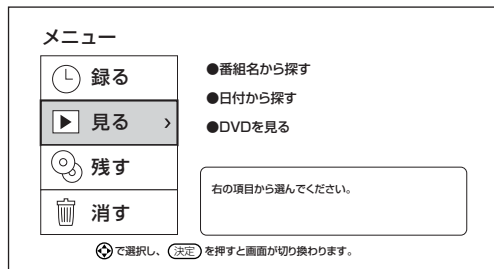 メニュー
録る
見る
残す
消す
●番組名から探す
●日付から探す
●DVDを見る
右の項目から選んでください。
で選択し、決定を押すと画面が切り換わります。